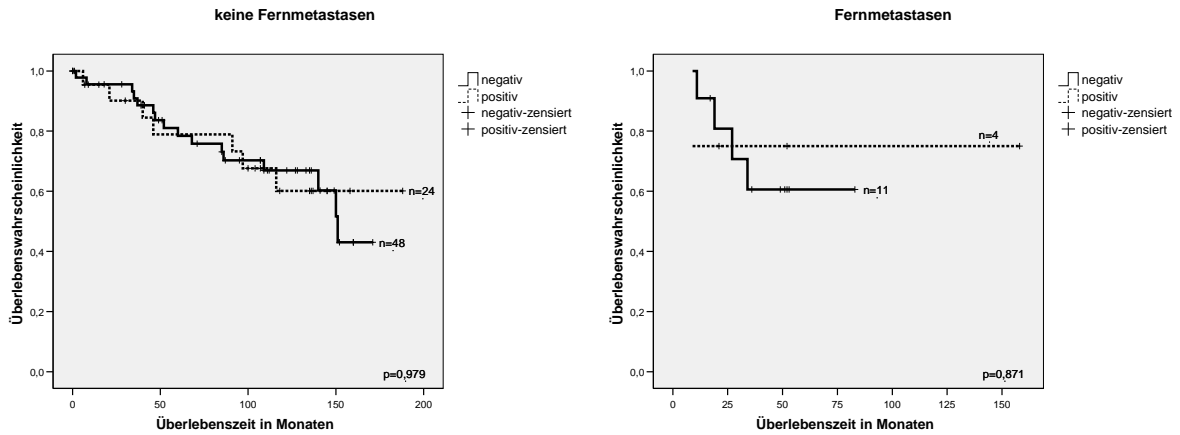 keine Fernmetastasen
Überlebenswahrscheinlichkeit
1,0
0,8
0,6
0,4
0,2
0,0
n=24
n=48
p=0,979
0
50
100
150
200
Überlebenszeit in Monaten
negativ
positiv
negativ-zensiert
positiv-zensiert
Fernmetastasen
Überlebenswahrscheinlichkeit
1,0
0,8
0,6
0,4
0,2
0,0
n=4
n=11
p=0,871
0
25
50
75
100
125
150
Überlebenszeit in Monaten
negativ
positiv
negativ-zensiert
positiv-zensiert